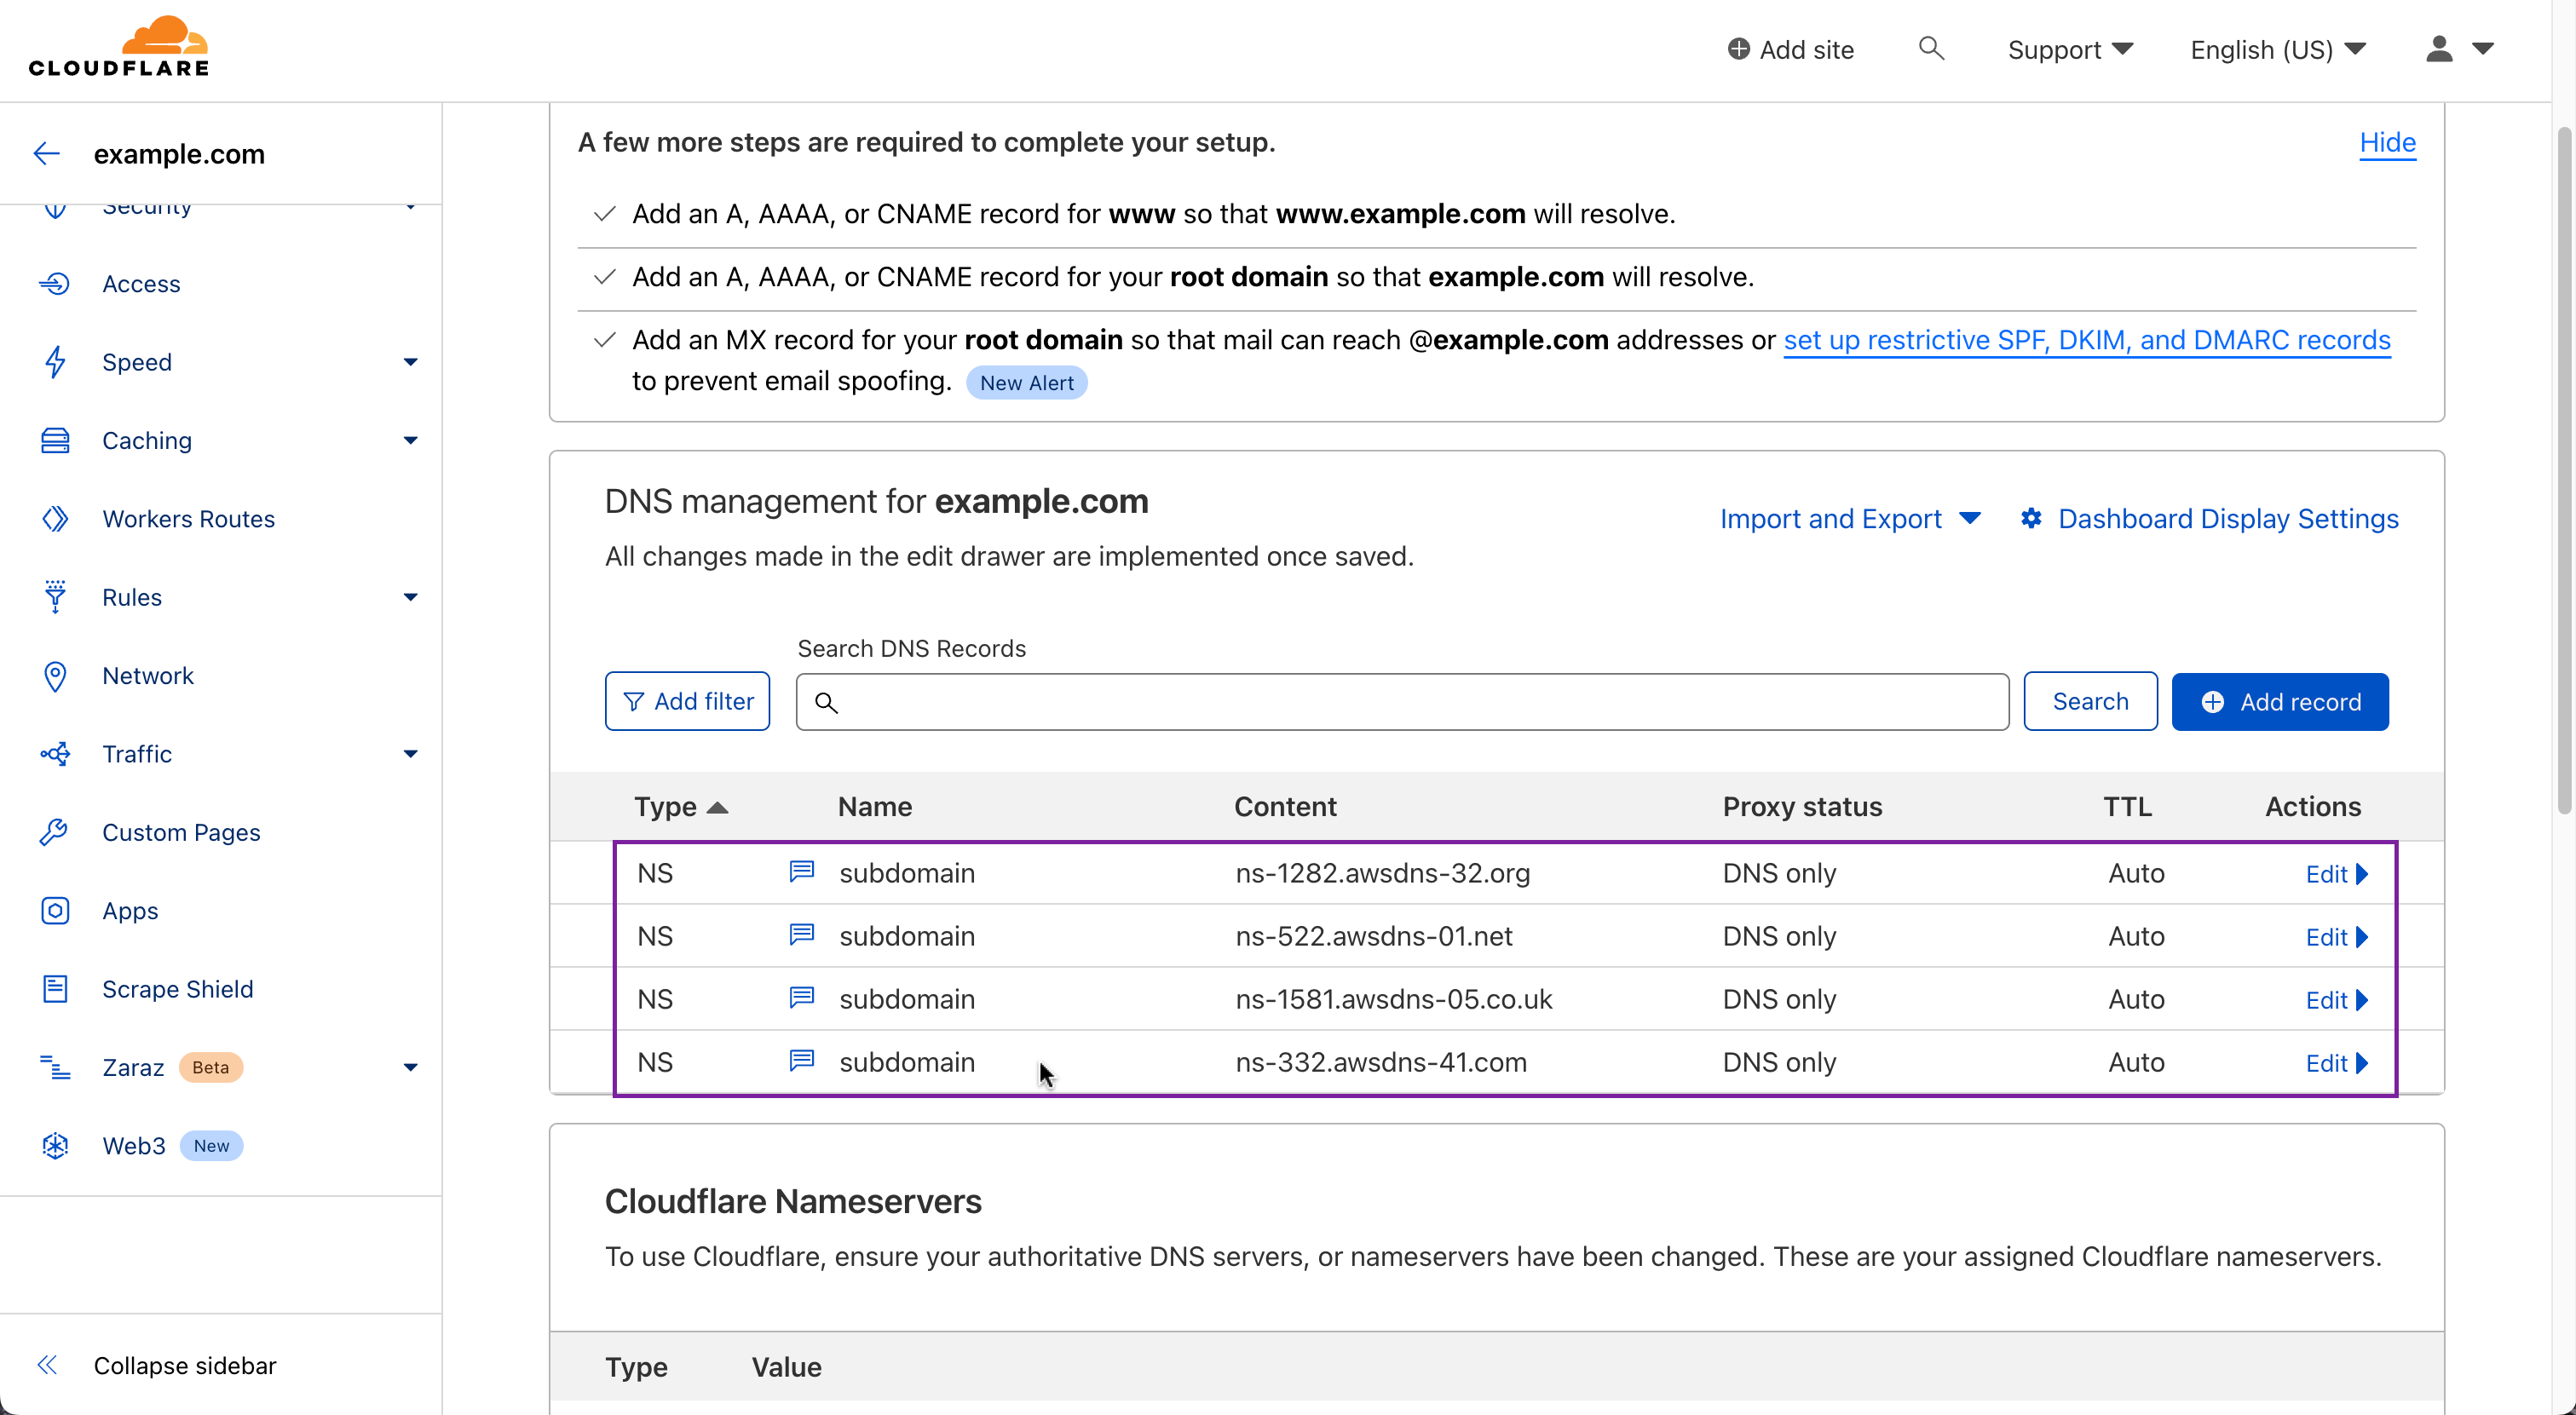 CLOUDFLARE
Add site
Support
English (US)
example.com
Security
Access
Speed
Caching
Workers Routes
Rules
Network
Traffic
Custom Pages
Apps
Scrape Shield
Zaraz Beta
Web3 New
Collapse sidebar
A few more steps are required to complete your setup.
Hide
Add an A, AAAA, or CNAME record for www so that www.example.com will resolve.
Add an A, AAAA, or CNAME record for your root domain so that example.com will resolve.
Add an MX record for your root domain so that mail can reach @example.com addresses or set up restrictive SPF, DKIM, and DMARC records
to prevent email spoofing. New Alert
DNS management for example.com
Import and Export
Dashboard Display Settings
All changes made in the edit drawer are implemented once saved.
Search DNS Records
Add filter
Search
Add record
Type Name Content Proxy status TTL Actions
NS subdomain ns-1282.awsdns-32.org DNS only Auto Edit
NS subdomain ns-522.awsdns-01.net DNS only Auto Edit
NS subdomain ns-1581.awsdns-05.co.uk DNS only Auto Edit
NS subdomain ns-332.awsdns-41.com DNS only Auto Edit
Cloudflare Nameservers
To use Cloudflare, ensure your authoritative DNS servers, or nameservers have been changed. These are your assigned Cloudflare nameservers.
Type Value